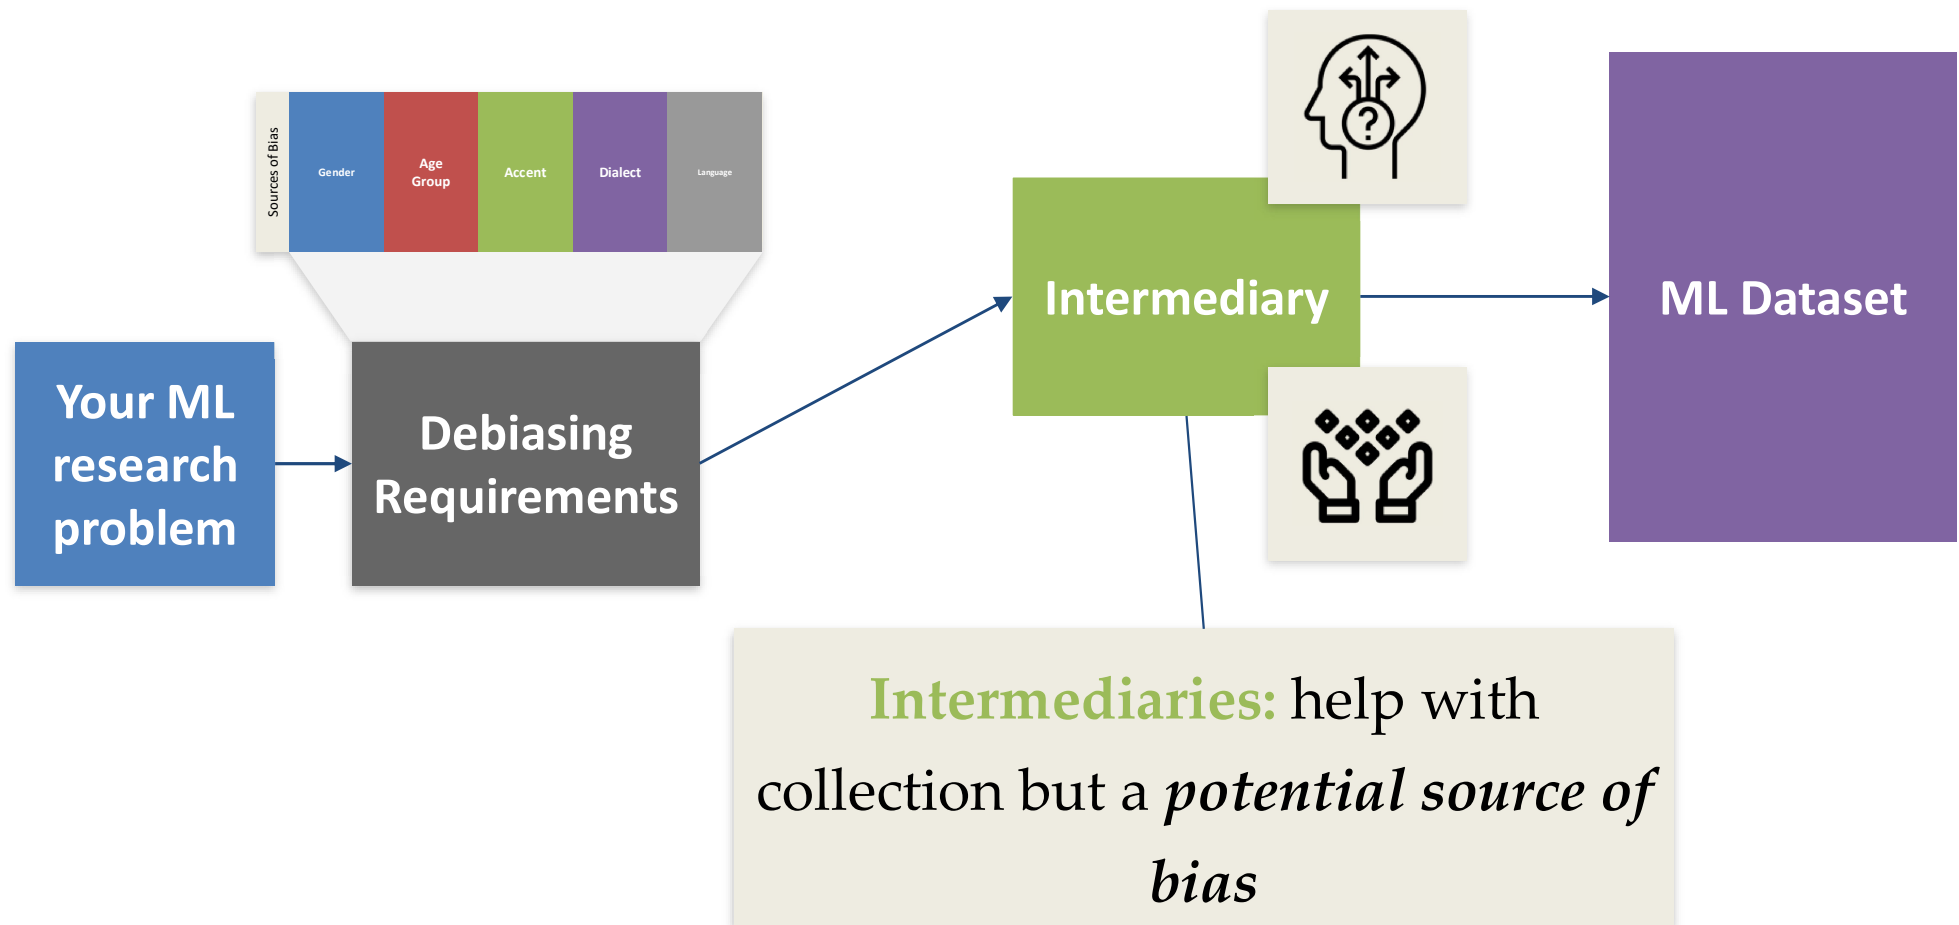 Sources of Bias
Gender
Age
Group
Accent
Dialect
Language
Your ML
research
problem
Debiasing
Requirements
Intermediary
?
ML Dataset
Intermediaries: help with
collection but a potential source of
bias